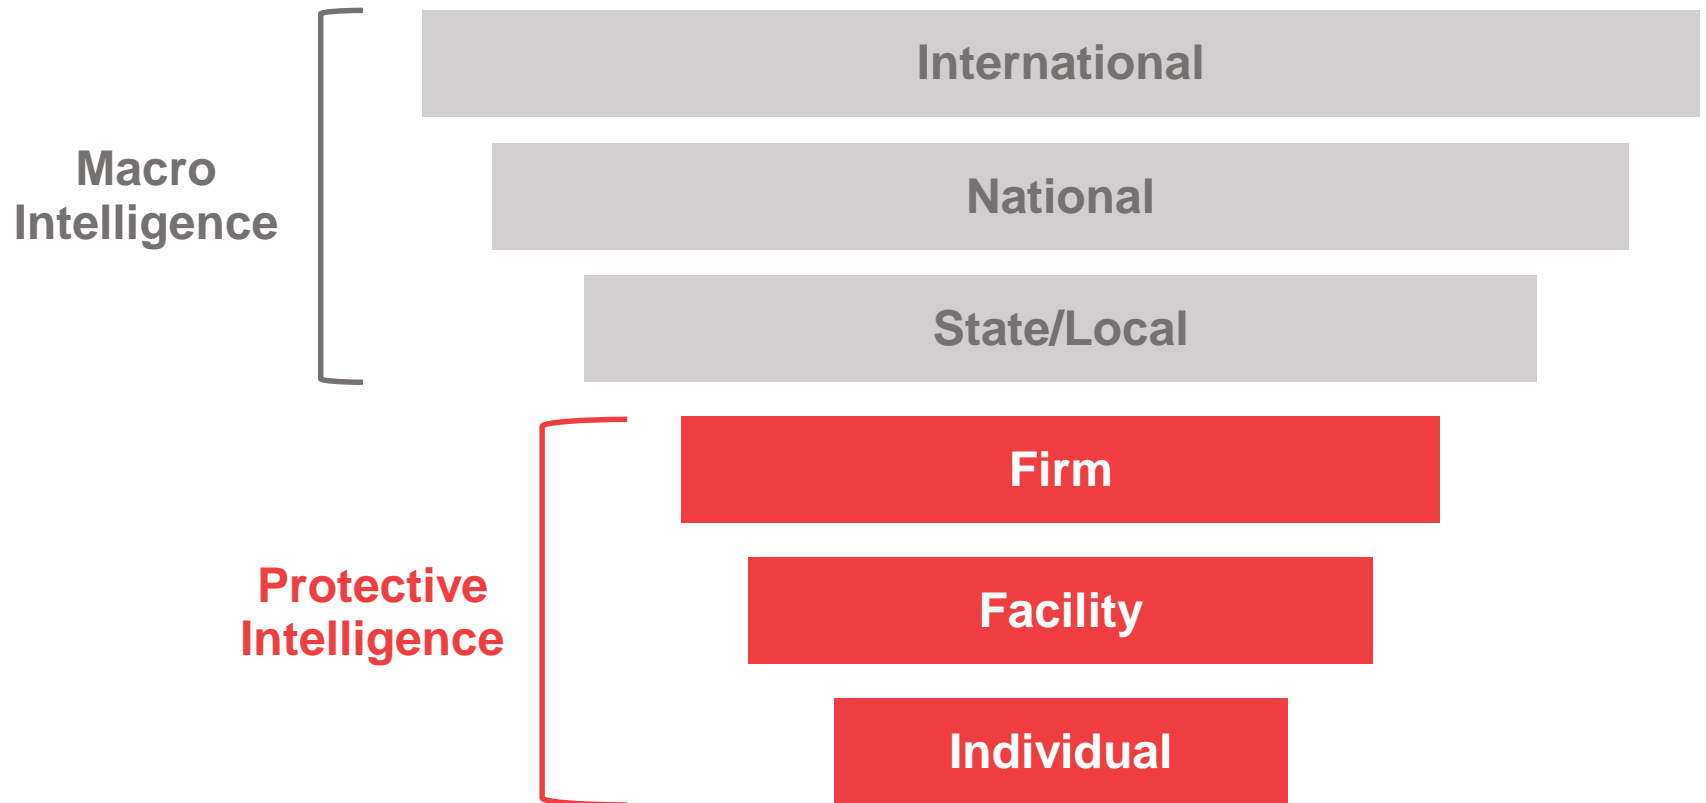 International
Macro
Intelligence
National
State/Local
Firm
Protective
Intelligence
Facility
Individual